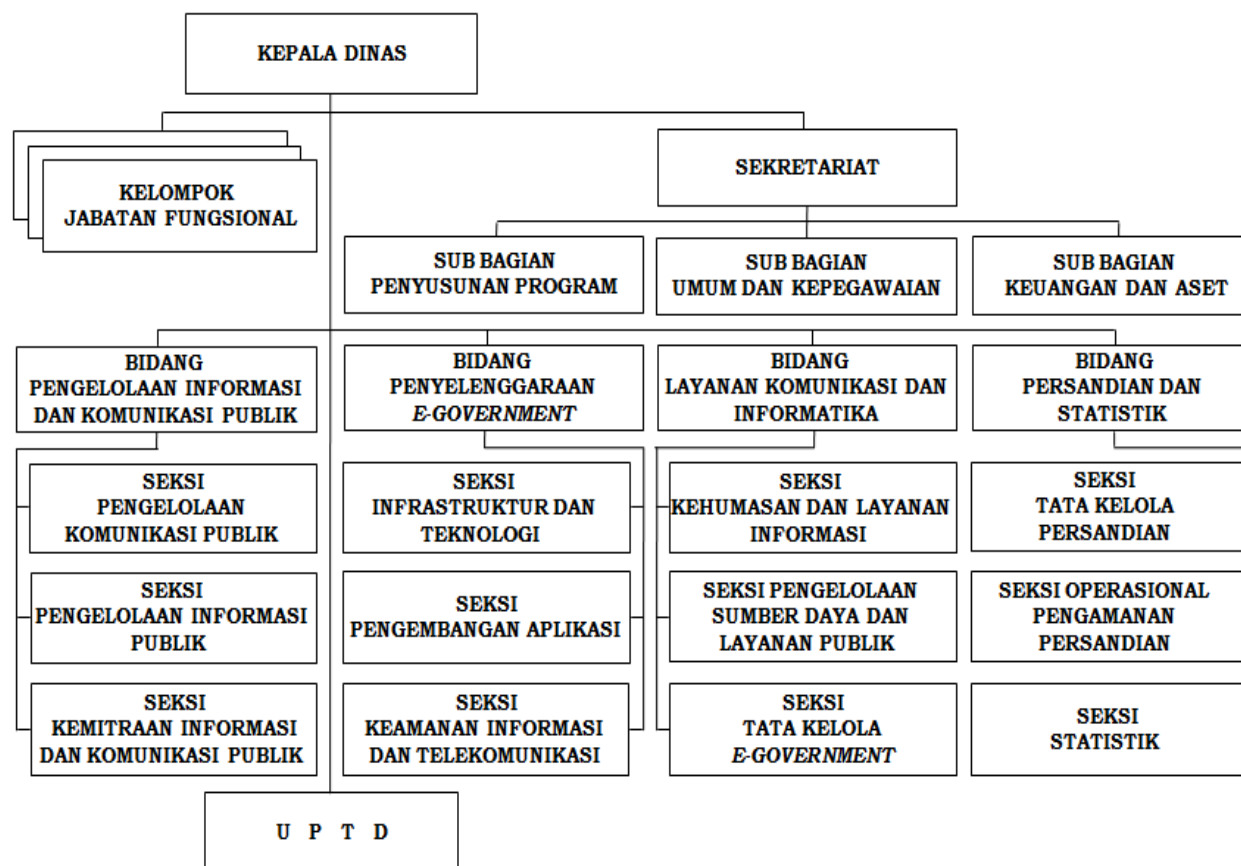 KEPALA DINAS
KELOMPOK
JABATAN FUNGSIONAL
SEKRETARIAT
SUB BAGIAN
PENYUSUNAN PROGRAM
SUB BAGIAN
UMUM DAN KEPEGAWAIAN
SUB BAGIAN
KEUANGAN DAN ASET
BIDANG
PENGELOLAAN INFORMASI
DAN KOMUNIKASI PUBLIK
BIDANG
PENYELENGGARAAN
E-GOVERNMENT
BIDANG
LAYANAN KOMUNIKASI DAN
INFORMATIKA
BIDANG
PERSANDIAN DAN
STATISTIK
SEKSI
PENGELOLAAN
KOMUNIKASI PUBLIK
SEKSI
INFRASTRUKTUR DAN
TEKNOLOGI
SEKSI
KEHUMASAN DAN LAYANAN
INFORMASI
SEKSI
TATA KELOLA
PERSANDIAN
SEKSI
PENGELOLAAN INFORMASI
PUBLIK
SEKSI
PENGEMBANGAN APLIKASI
SEKSI PENGELOLAAN
SUMBER DAYA DAN
LAYANAN PUBLIK
SEKSI OPERASIONAL
PENGAMANAN
PERSANDIAN
SEKSI
KEMITRAAN INFORMASI
DAN KOMUNIKASI PUBLIK
SEKSI
KEAMANAN INFORMASI
DAN TELEKOMUNIKASI
SEKSI
TATA KELOLA
E-GOVERNMENT
SEKSI
STATISTIK
U P T D